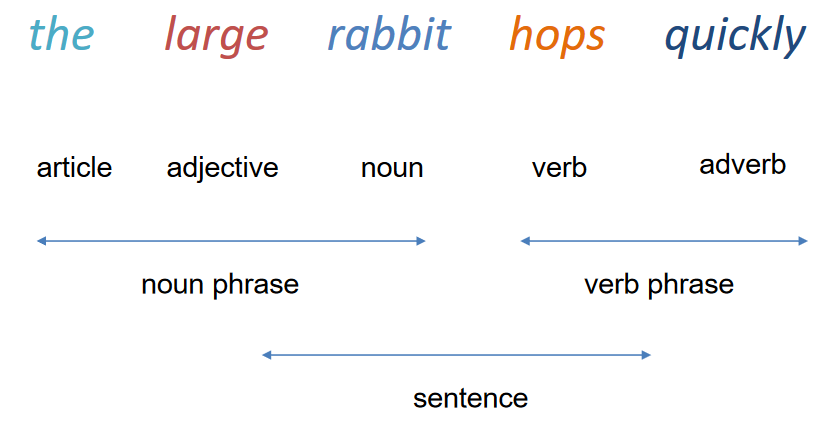 the large rabbit hops quickly
article adjective noun verb adverb
noun phrase verb phrase
sentence